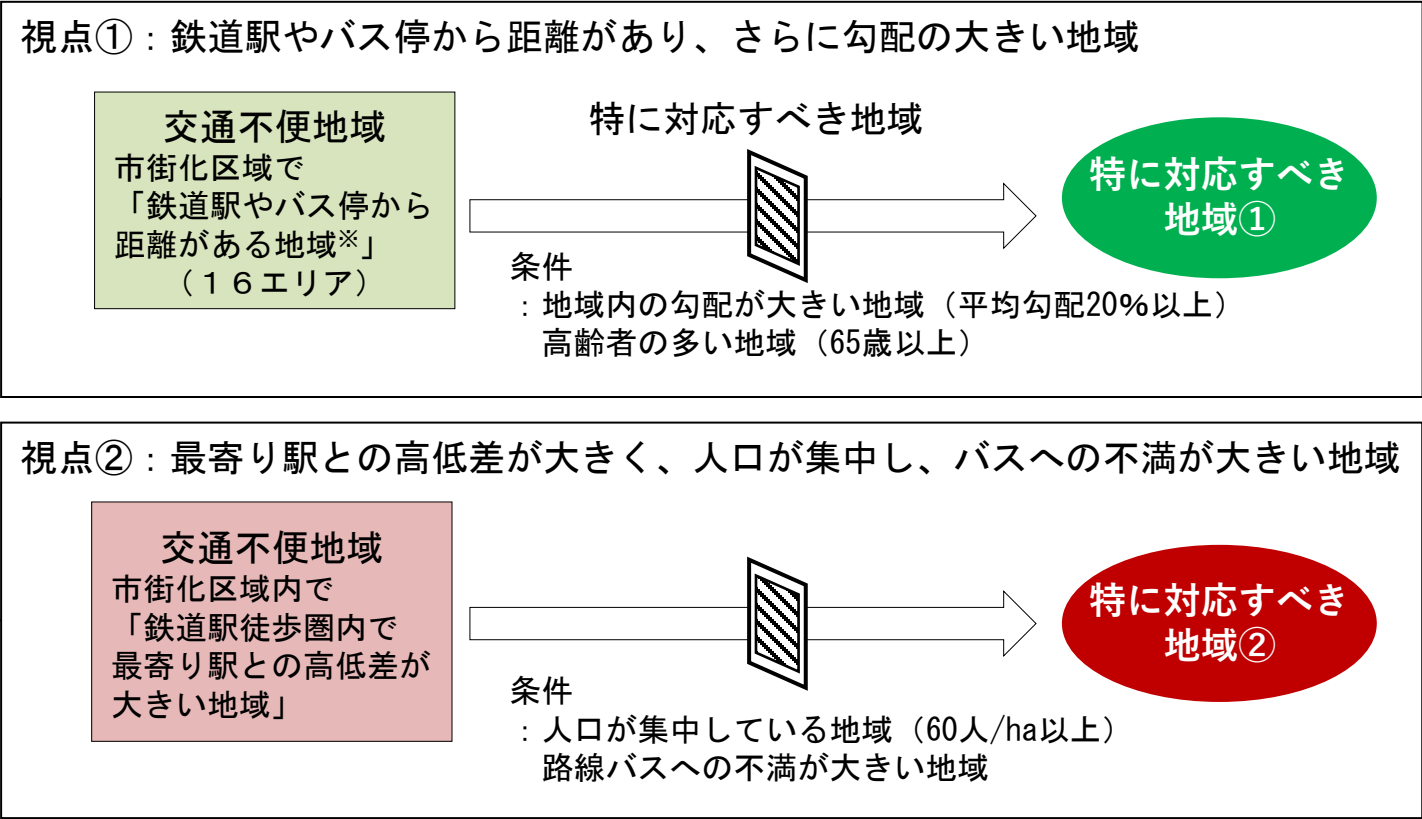 視点①：鉄道駅やバス停から距離があり、さらに勾配の大きい地域
交通不便地域
市街化区域で
「鉄道駅やバス停から
距離がある地域※」
（１６エリア）
特に対応すべき地域
条件
：地域内の勾配が大きい地域（平均勾配20%以上）
高齢者の多い地域（65歳以上）
特に対応すべき
地域①
視点②：最寄り駅との高低差が大きく、人口が集中し、バスへの不満が大きい地域
交通不便地域
市街化区域内で
「鉄道駅徒歩圏内で
最寄り駅との高低差が
大きい地域」
条件
：人口が集中している地域（60人/ha以上）
路線バスへの不満が大きい地域
特に対応すべき
地域②